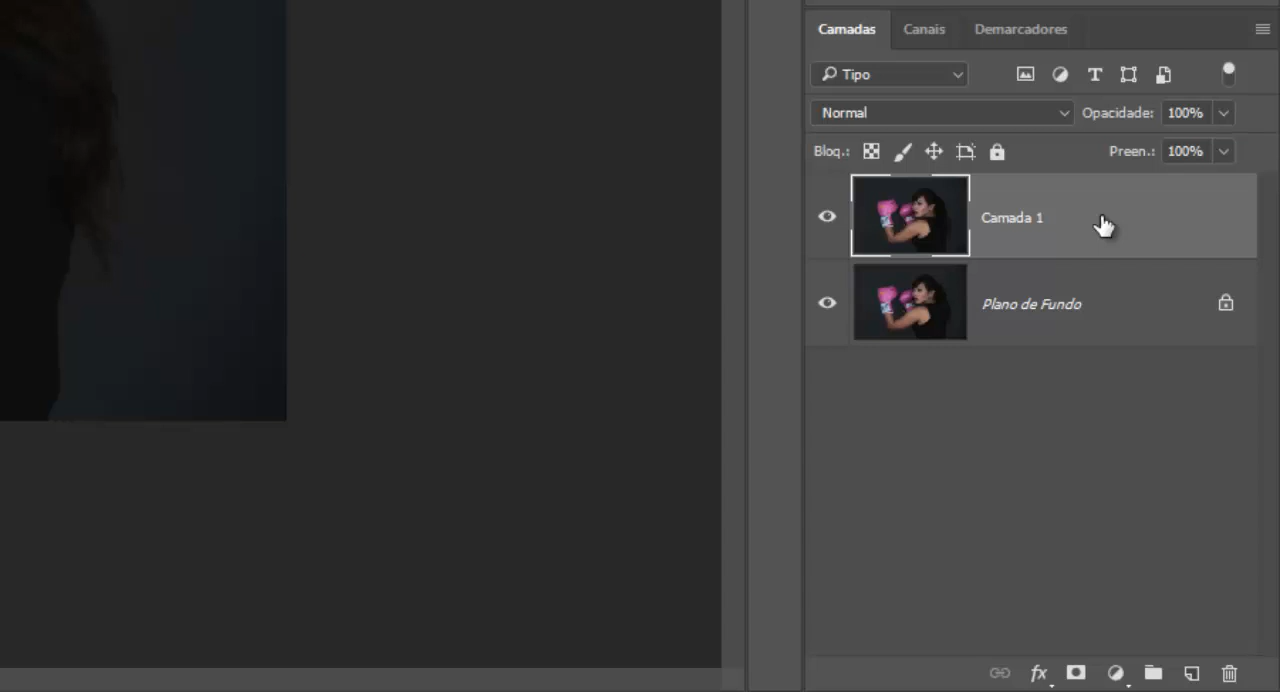 Camadas Canais Demarcadores
Tipo T
Normal Opacidade: 100%
Bloq.: Preen.: 100%
Camada 1
Plano de Fundo
fx